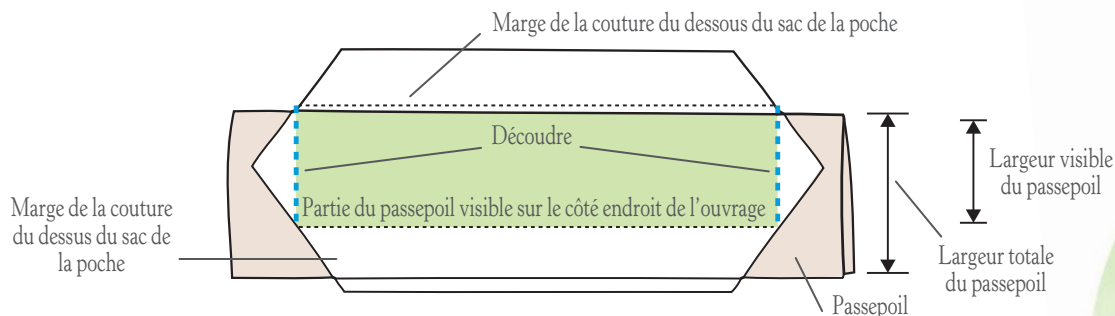 Marge de la couture du dessous du sac de la poche
Découdre
Largeur visible
du passepoil
Partie du passepoil visible sur le côté endroit de l'ouvrage
Marge de la couture
du dessus du sac de
la poche
Largeur totale
du passepoil
Passepoil